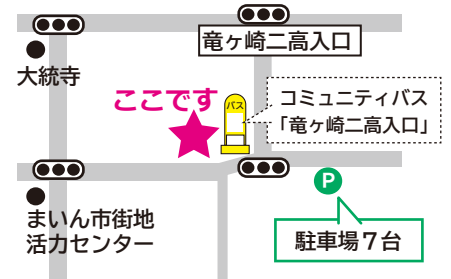 竜ヶ崎二高入口
大統寺
ここです
バス
コミュニティバス
「竜ヶ崎二高入口」
P
まいん市街地
活力センター
駐車場7台